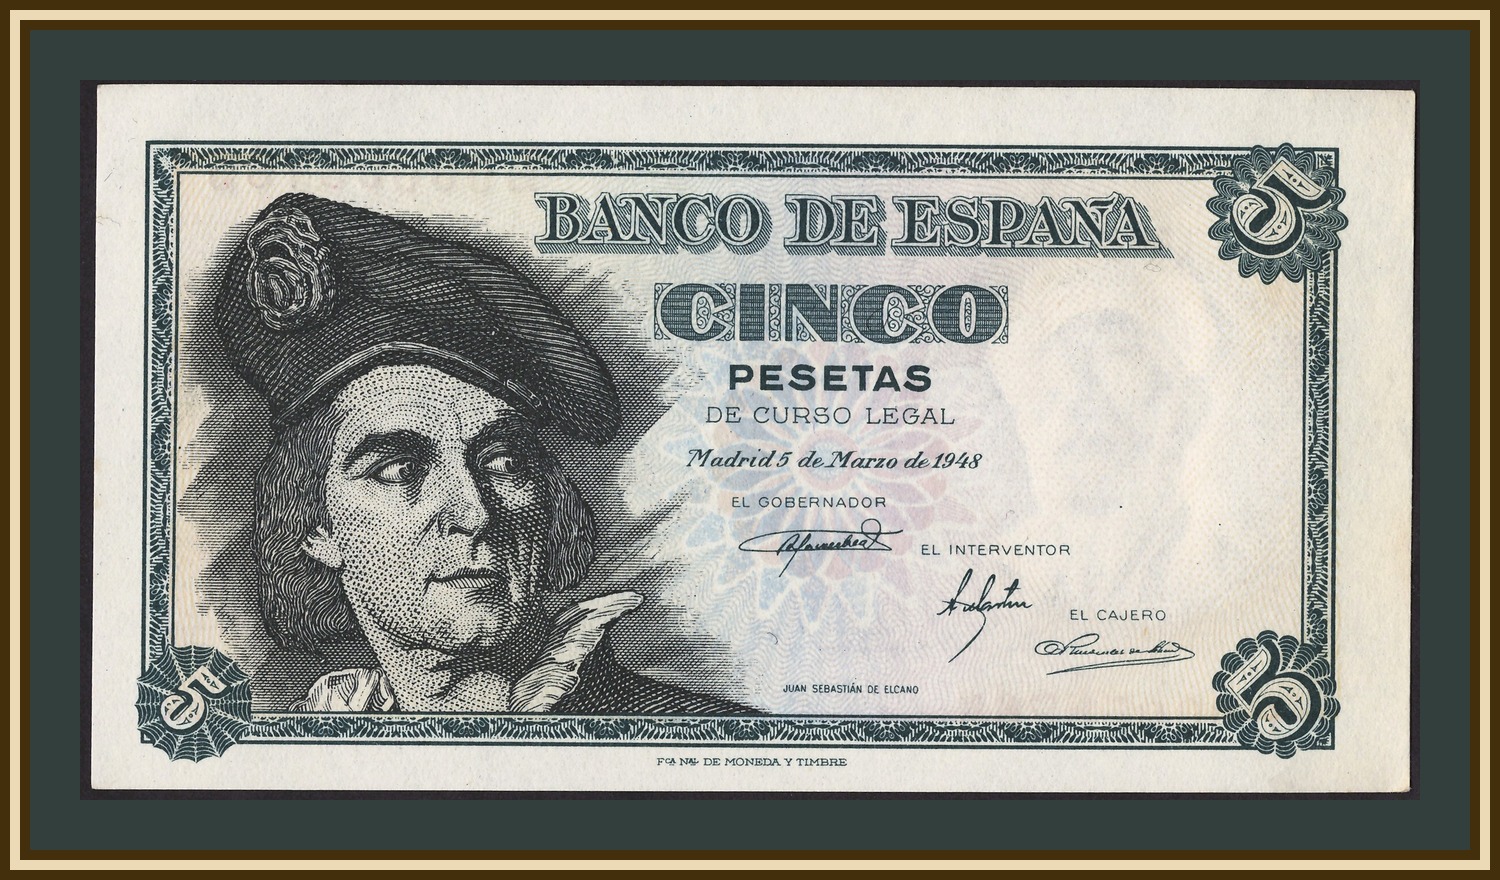 BANCO DE ESPAÑA
5
CINCO
PESETAS
DE CURSO LEGAL
Madrid 5 de Marzo de 1948
EL GOBERNADOR
EL INTERVENTOR
EL CAJERO
JUAN SEBASTIÁN DE ELCANO
5
5
FCA NAL DE MONEDA Y TIMBRE